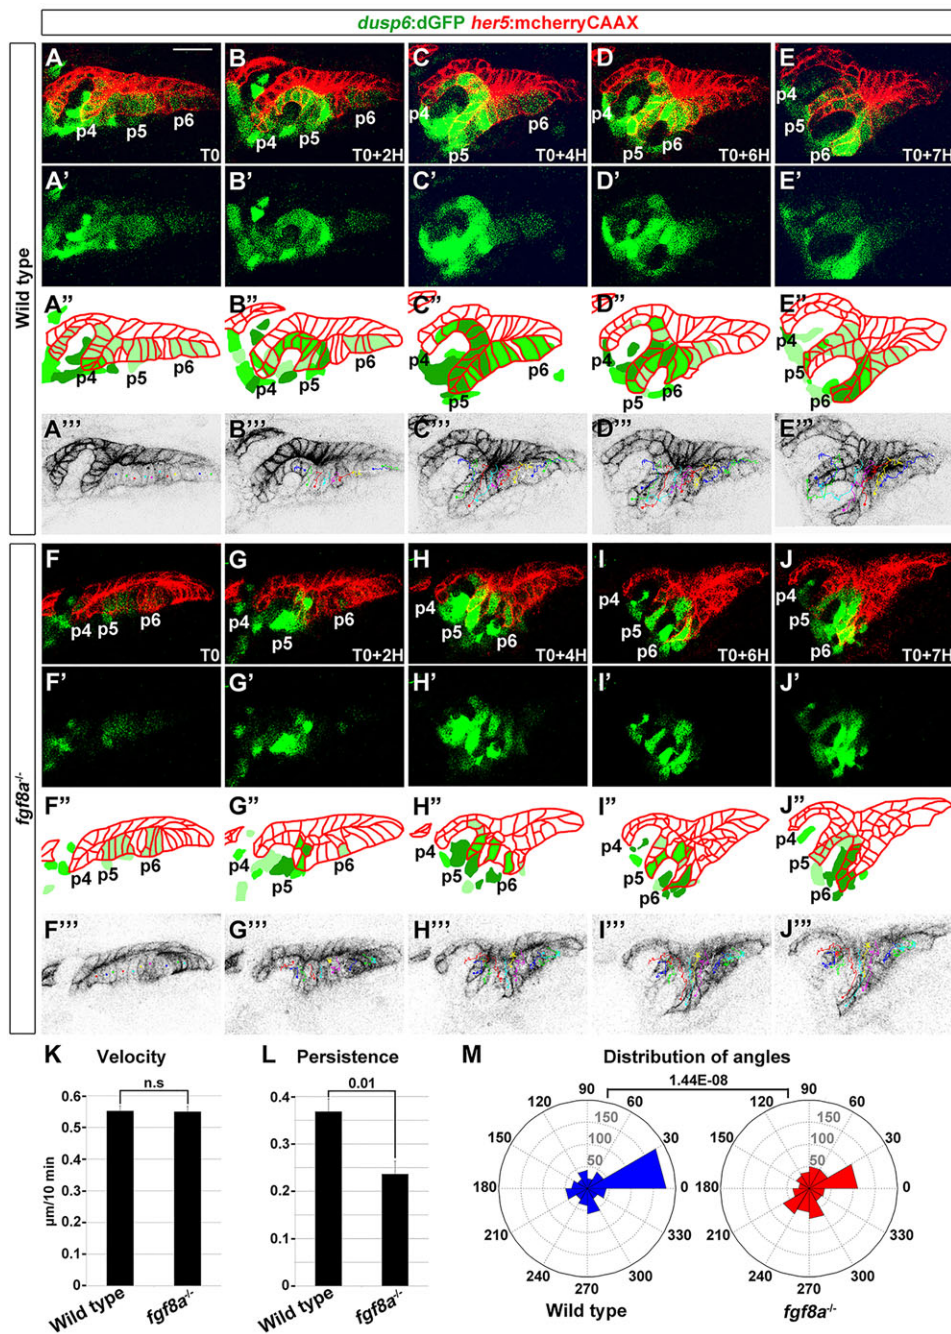 dusp6:dGFP her5:mcherryCAAX
Wild type
A p4 p5 p6 T0
B p4 p5 p6 T0+2H
C p5 p6 T0+4H
D p4 p5 p6 T0+6H
E p4 p6 T0+7H
A' B' C' D' E'
A" p4 p5 p6
B" p4 p5 p6
C" p5 p6
D" p4 p5 p6
E" p4 p5 p6
A''' B''' C''' D''' E'''
fgf8a-/-
F p4 p5 p6 T0
G p5 p6 T0+2H
H p4 p5 p6 T0+4H
I p4 p5 p6 T0+6H
J p4 p5 p6 T0+7H
F' G' H' I' J'
F" p4 p5 p6
G" p4 p5 p6
H" p4 p5 p6
I" p4 p5 p6
J" p4 p5 p6
F''' G''' H''' I''' J'''
K Velocity
n.s
µm/10 min
0.6
0.5
0.4
0.3
0.2
0.1
0
Wild type
fgf8a-/-
L Persistence
0.01
0.4
0.3
0.2
0.1
0
Wild type
fgf8a-/-
M Distribution of angles
1.44E-08
90
120 60
150 30
180 0
210 330
240 300
270
150
100
50
Wild type
90
120 60
150 30
180 0
210 330
240 300
270
150
100
50
fgf8a-/-